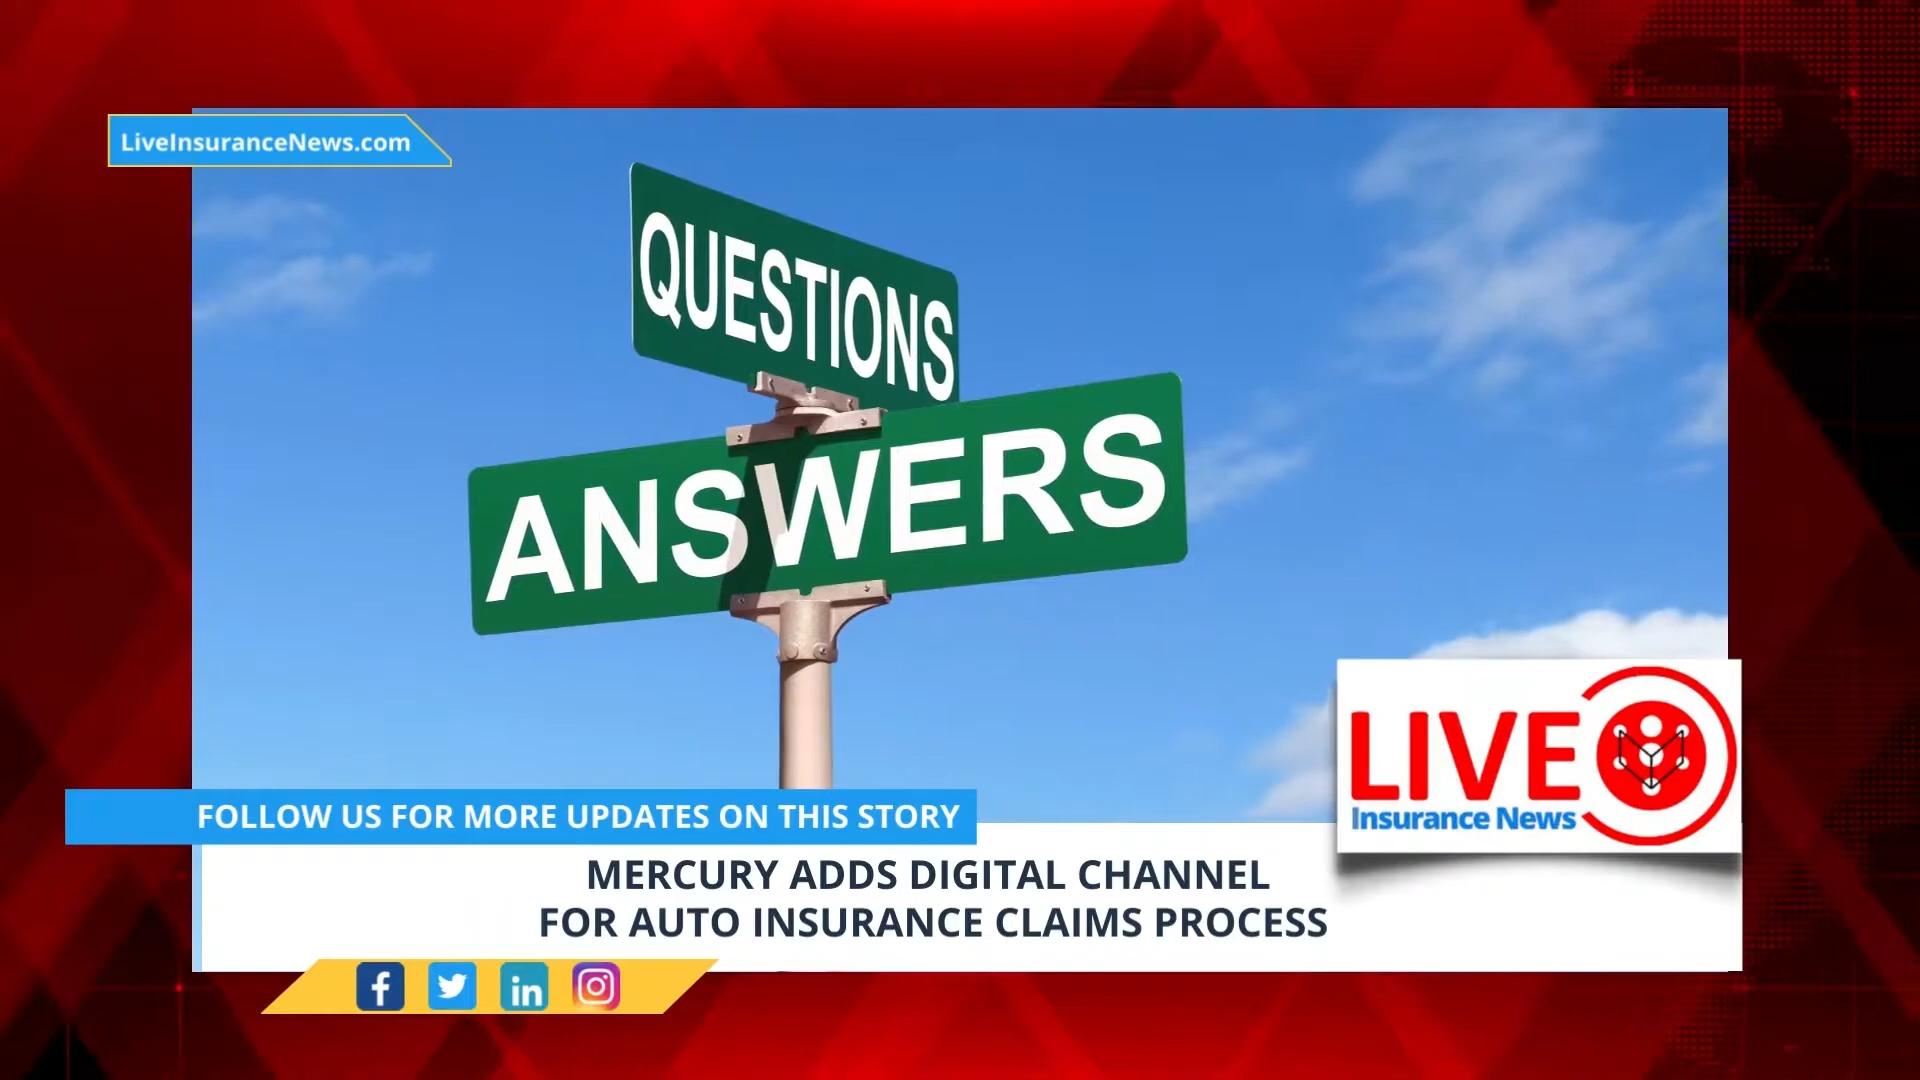 LiveInsuranceNews.com
QUESTIONS
ANSWERS
LIVE
Insurance News
FOLLOW US FOR MORE UPDATES ON THIS STORY
MERCURY ADDS DIGITAL CHANNEL
FOR AUTO INSURANCE CLAIMS PROCESS